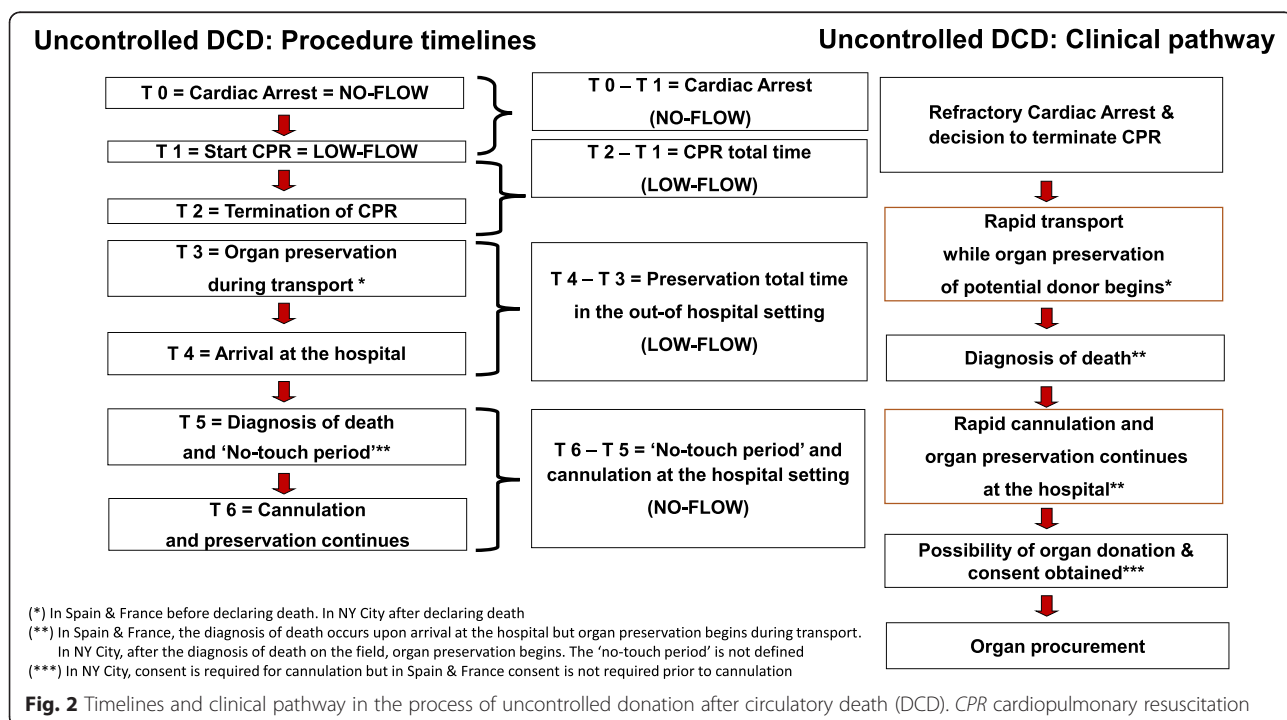 Uncontrolled DCD: Procedure timelines
T 0 = Cardiac Arrest = NO-FLOW
T 1 = Start CPR = LOW-FLOW
T 2 = Termination of CPR
T 3 = Organ preservation
during transport *
T 4 = Arrival at the hospital
T 5 = Diagnosis of death
and ‘No-touch period’**
T 6 = Cannulation
and preservation continues
T 0 – T 1 = Cardiac Arrest
(NO-FLOW)
T 2 – T 1 = CPR total time
(LOW-FLOW)
T 4 – T 3 = Preservation total time
in the out-of hospital setting
(LOW-FLOW)
T 6 – T 5 = ‘No-touch period’ and
cannulation at the hospital setting
(NO-FLOW)
Uncontrolled DCD: Clinical pathway
Refractory Cardiac Arrest &
decision to terminate CPR
Rapid transport
while organ preservation
of potential donor begins*
Diagnosis of death**
Rapid cannulation and
organ preservation continues
at the hospital**
Possibility of organ donation &
consent obtained***
Organ procurement
(*) In Spain & France before declaring death. In NY City after declaring death
(**) In Spain & France, the diagnosis of death occurs upon arrival at the hospital but organ preservation begins during transport.
In NY City, after the diagnosis of death on the field, organ preservation begins. The ‘no-touch period’ is not defined
(***) In NY City, consent is required for cannulation but in Spain & France consent is not required prior to cannulation
Fig. 2 Timelines and clinical pathway in the process of uncontrolled donation after circulatory death (DCD). CPR cardiopulmonary resuscitation